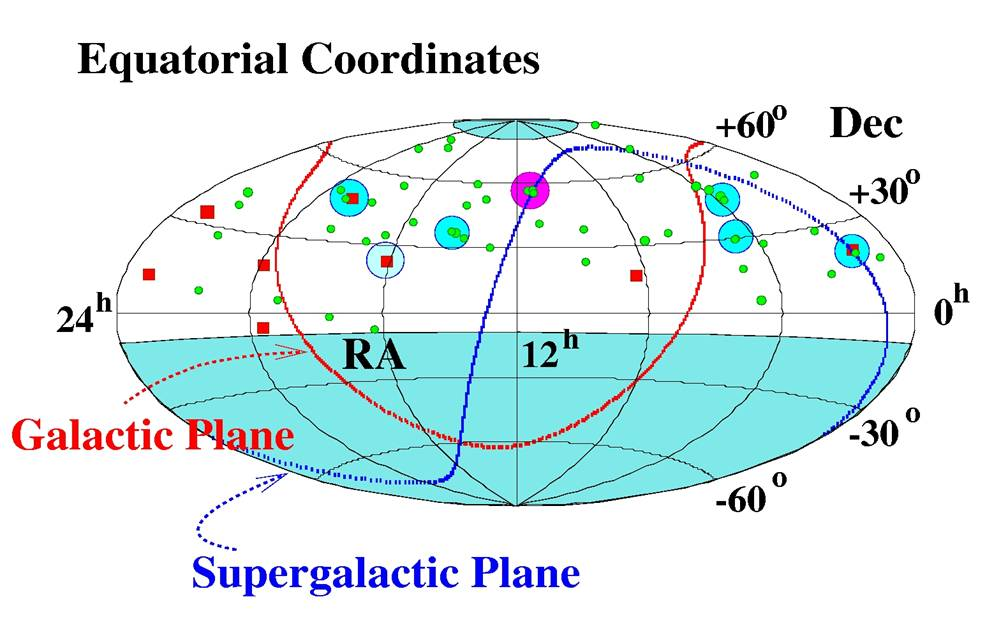 Equatorial Coordinates
+60° Dec
+30°
24h
0h
RA
12h
Galactic Plane
-30°
-60°
Supergalactic Plane